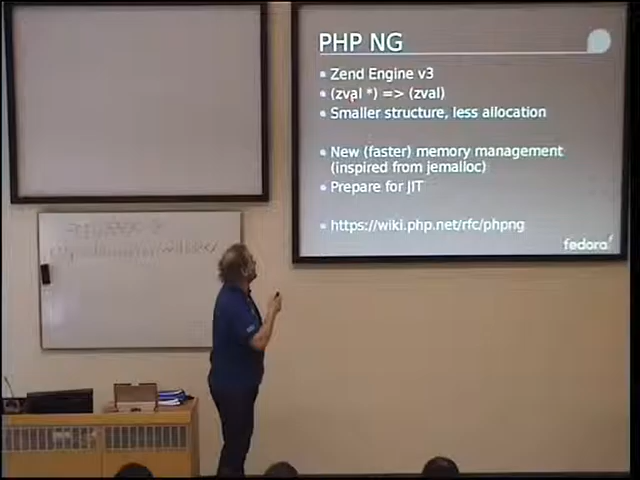 PHP NG
• Zend Engine v3
• (zval *) => (zval)
• Smaller structure, less allocation
• New (faster) memory management
(inspired from jemalloc)
• Prepare for JIT
• https://wiki.php.net/rfc/phpng
fedora